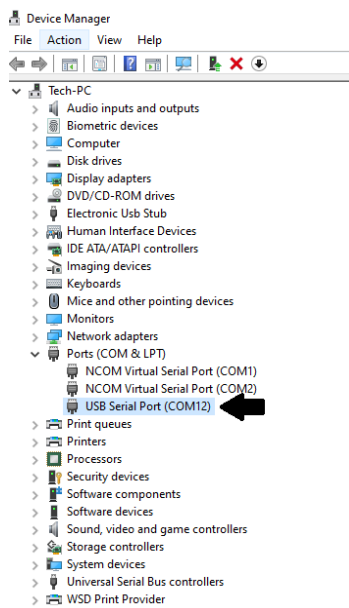 Device Manager
File Action View Help
Tech-PC
Audio inputs and outputs
Biometric devices
Computer
Disk drives
Display adapters
DVD/CD-ROM drives
Electronic Usb Stub
Human Interface Devices
IDE ATA/ATAPI controllers
Imaging devices
Keyboards
Mice and other pointing devices
Monitors
Network adapters
Ports (COM & LPT)
NCOM Virtual Serial Port (COM1)
NCOM Virtual Serial Port (COM2)
USB Serial Port (COM12)
Print queues
Printers
Processors
Security devices
Software components
Software devices
Sound, video and game controllers
Storage controllers
System devices
Universal Serial Bus controllers
WSD Print Provider